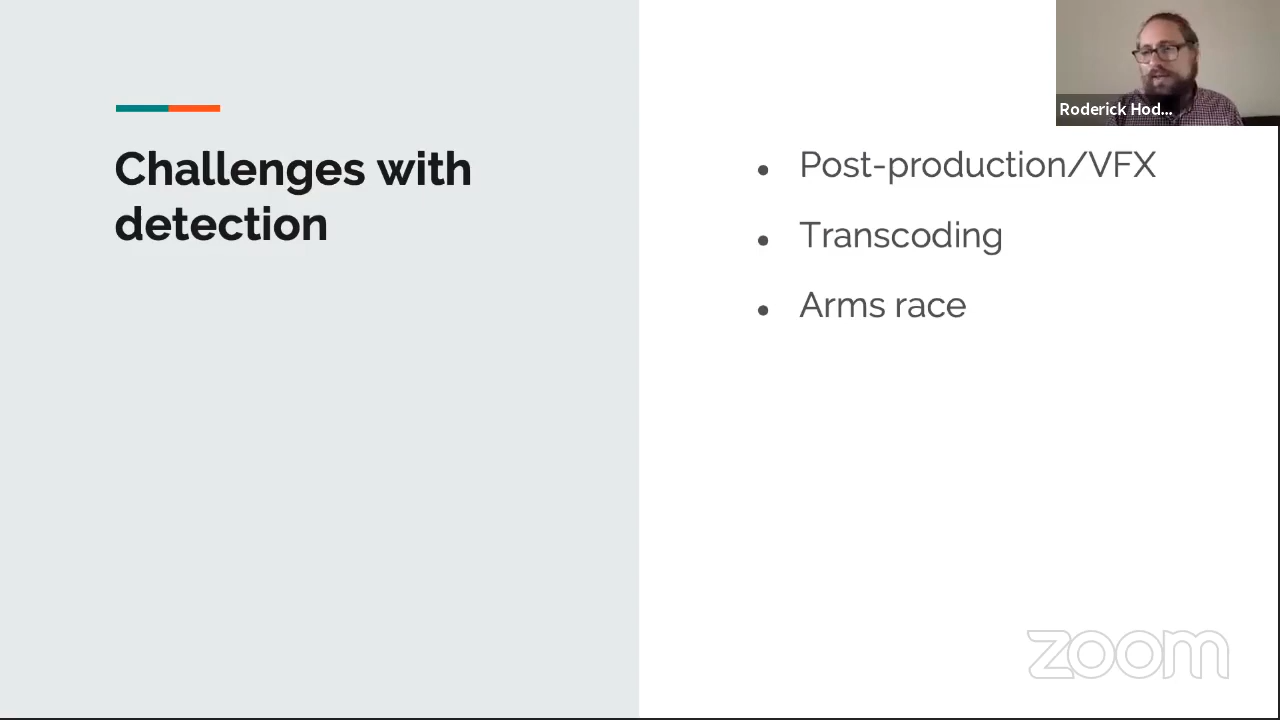 Roderick Hod...
Challenges with
detection
• Post-production/VFX
• Transcoding
• Arms race
zoom